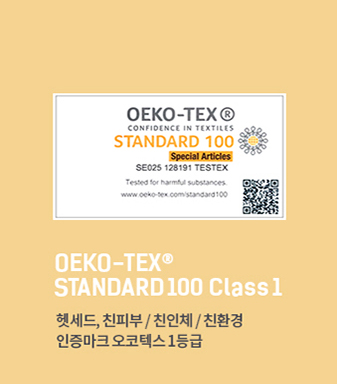 OEKO-TEX®
CONFIDENCE IN TEXTILES
STANDARD 100
Special Articles
SE025 128191 TESTEX
Tested for harmful substances.
www.oeko-tex.com/standard100
OEKO-TEX®
STANDARD 100 Class 1
헷세드, 친피부 / 친인체 / 친환경
인증마크 오코텍스 1등급